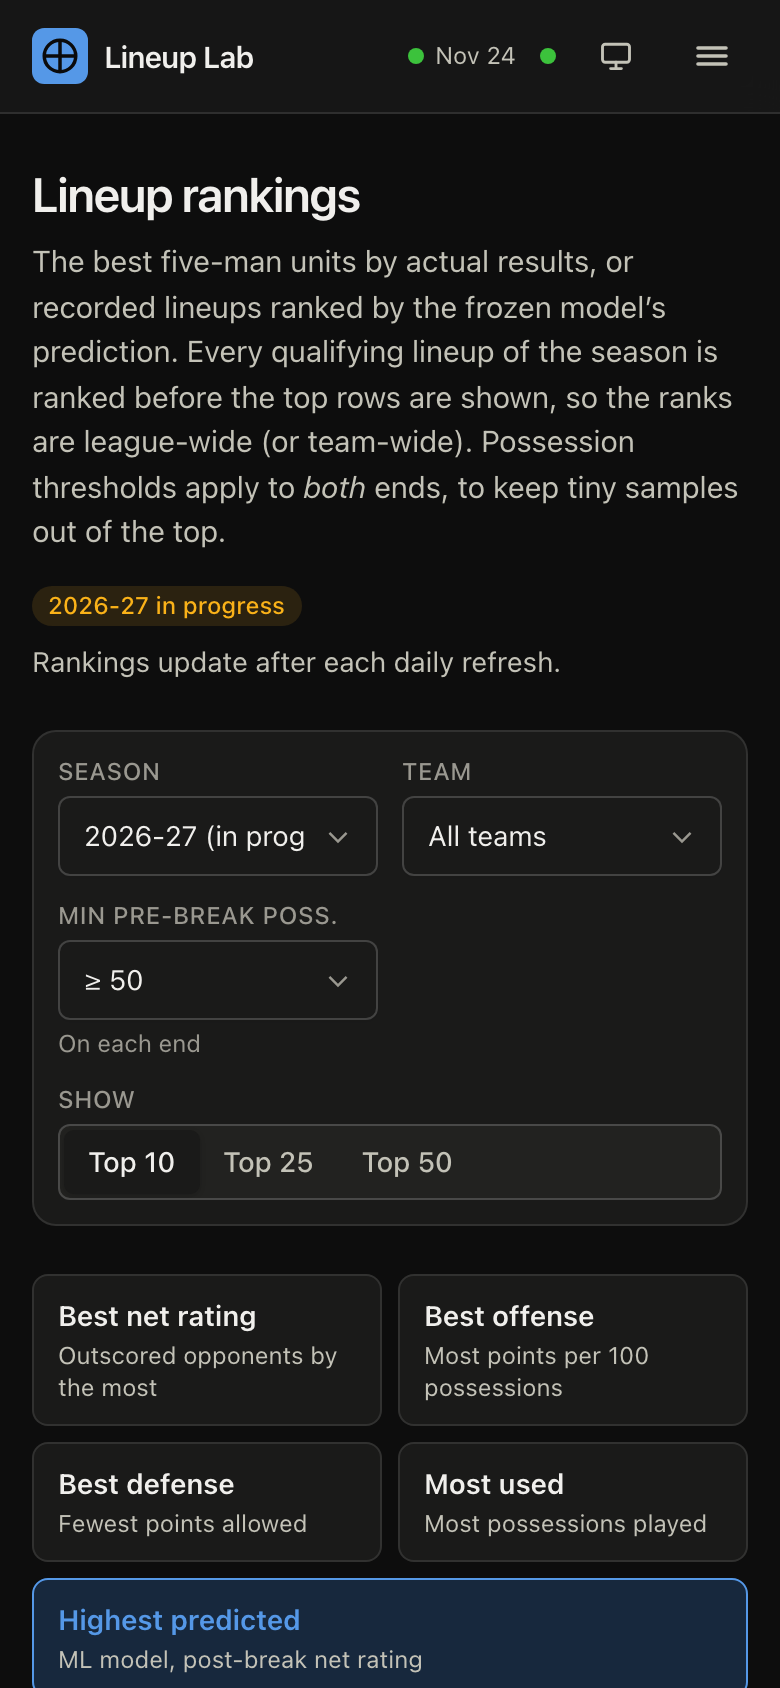 Lineup Lab
Nov 24
Lineup rankings
The best five-man units by actual results, or
recorded lineups ranked by the frozen model’s
prediction. Every qualifying lineup of the season is
ranked before the top rows are shown, so the ranks
are league-wide (or team-wide). Possession
thresholds apply to both ends, to keep tiny samples
out of the top.
2026-27 in progress
Rankings update after each daily refresh.
SEASON
TEAM
2026-27 (in prog
All teams
MIN PRE-BREAK POSS.
≥ 50
On each end
SHOW
Top 10
Top 25
Top 50
Best net rating
Outscored opponents by
the most
Best offense
Most points per 100
possessions
Best defense
Fewest points allowed
Most used
Most possessions played
Highest predicted
ML model, post-break net rating